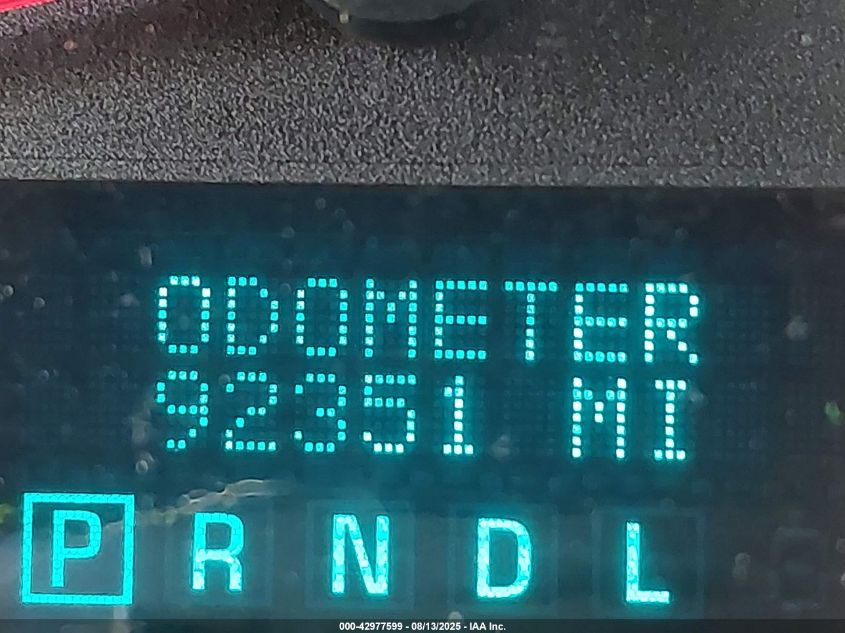 ODOMETER
92351 MI
P R N D L
000-42977599 - 08/13/2025 - IAA Inc.